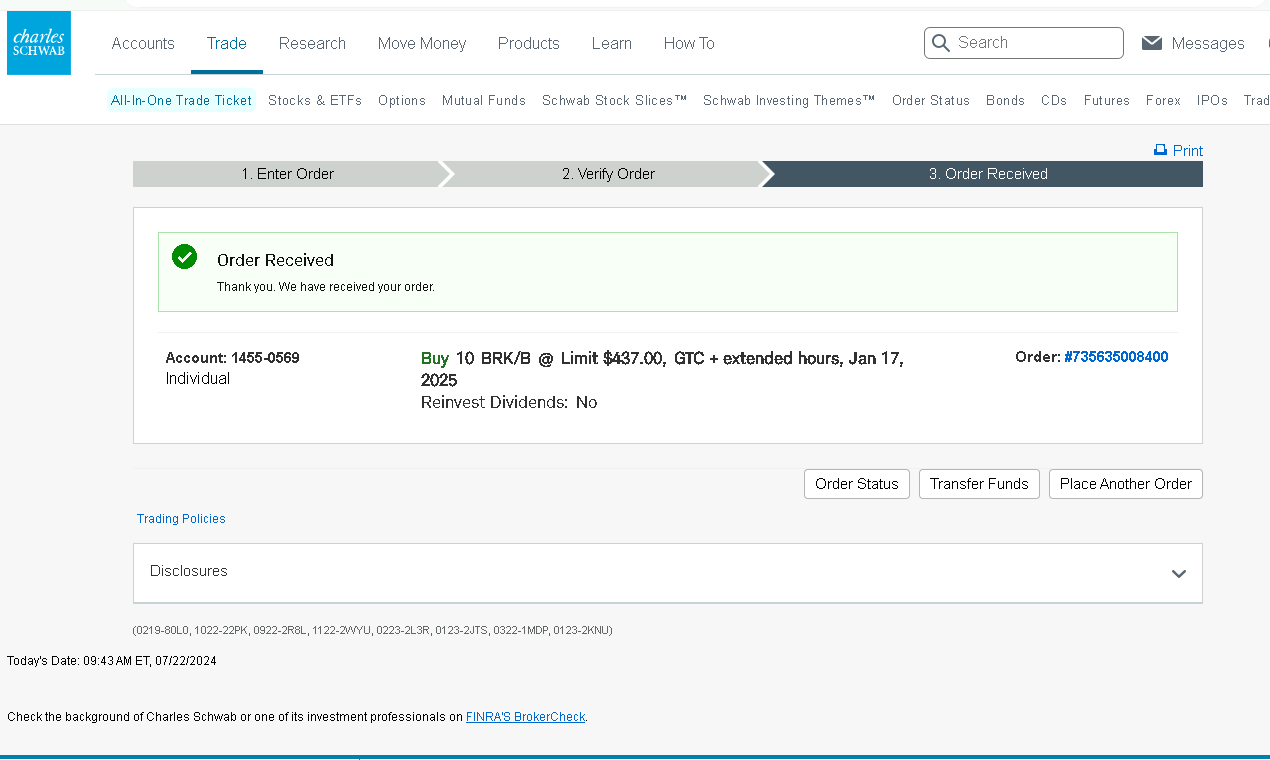 charles
SCHWAB
Accounts Trade Research Move Money Products Learn How To Search Messages
All-In-One Trade Ticket Stocks & ETFs Options Mutual Funds Schwab Stock Slices™ Schwab Investing Themes™ Order Status Bonds CDs Futures Forex IPOs Trad
Print
1. Enter Order 2. Verify Order 3. Order Received
Order Received
Thank you. We have received your order.
Account: 1455-0569 Buy 10 BRK/B @ Limit $437.00, GTC + extended hours, Jan 17, Order: #735635008400
Individual 2025
Reinvest Dividends: No
Order Status Transfer Funds Place Another Order
Trading Policies
Disclosures
(0219-80L0, 1022-22PK, 0922-2R8L, 1122-2WYU, 0223-2L3R, 0123-2JTS, 0322-1MDP, 0123-2KNU)
Today's Date: 09:43 AM ET, 07/22/2024
Check the background of Charles Schwab or one of its investment professionals on FINRA'S BrokerCheck.